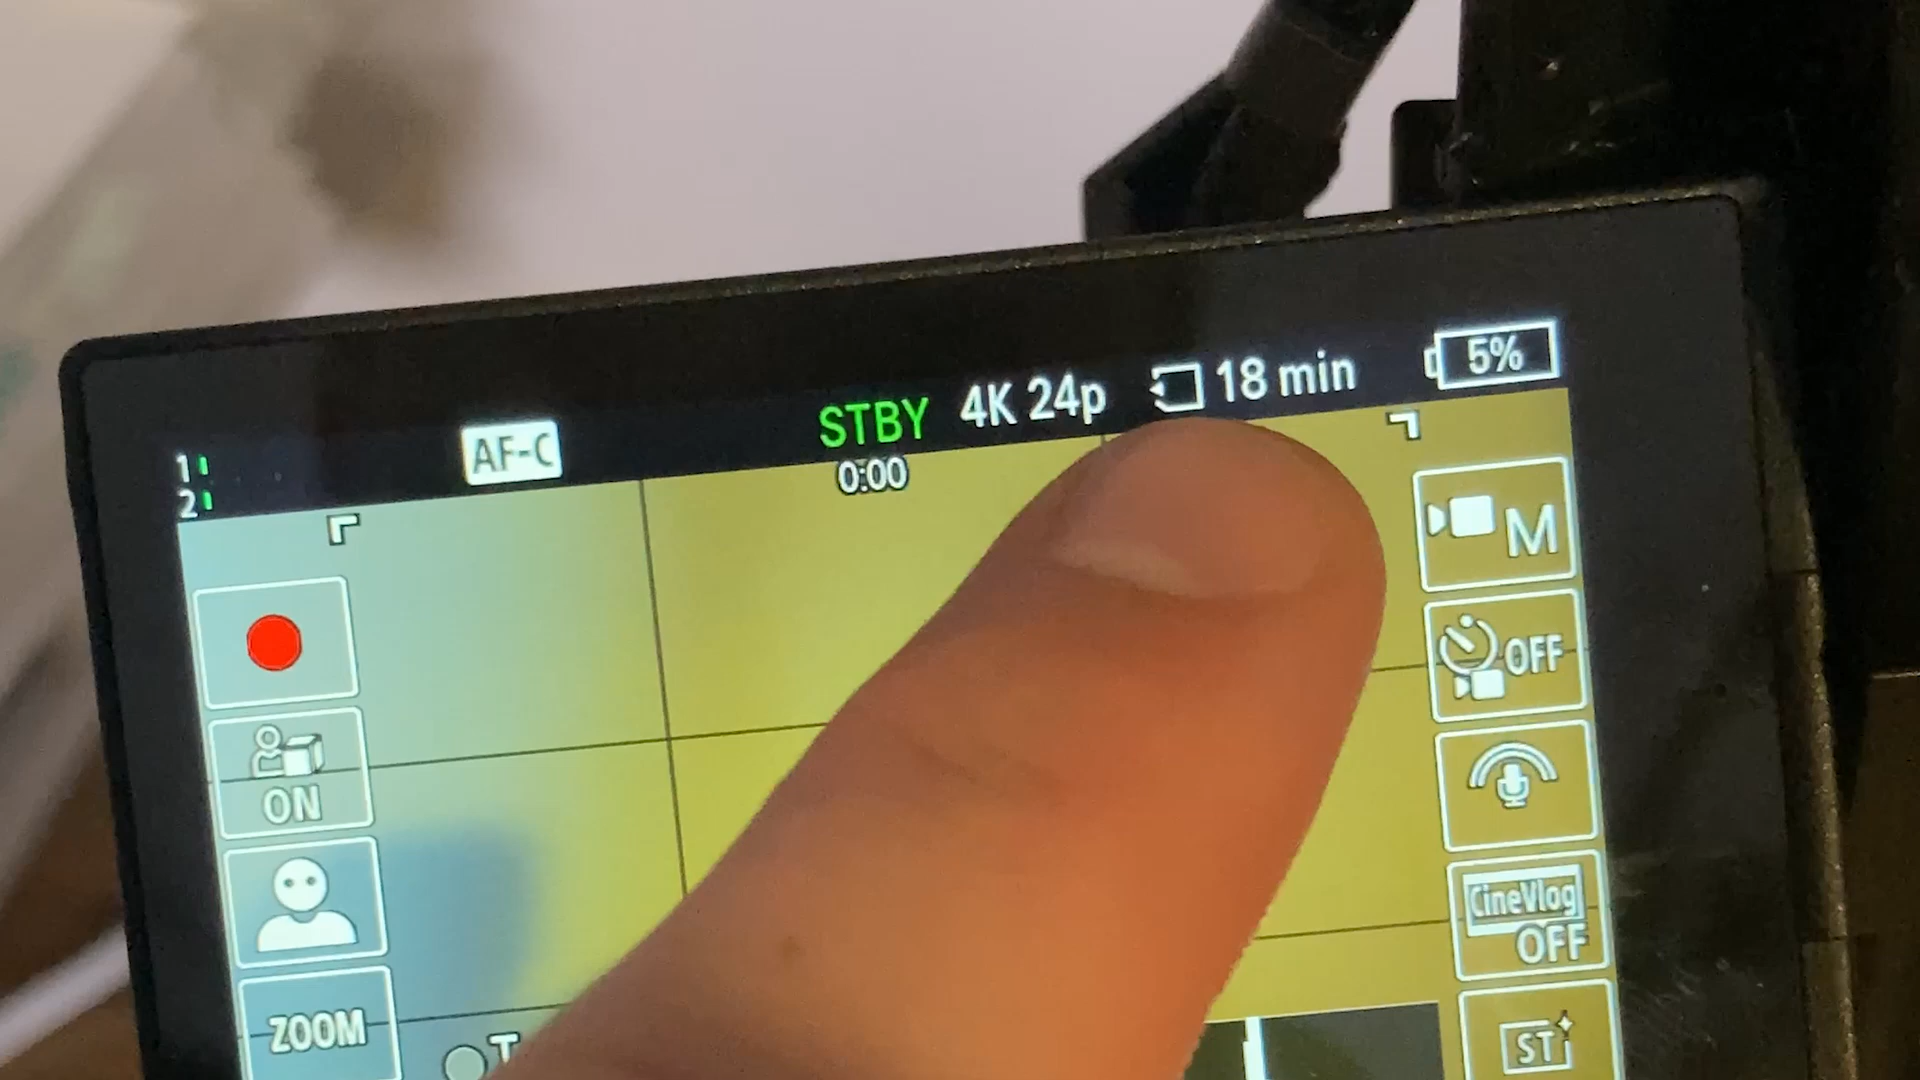 STBY 4K 24p 18 min 5%
1
2
AF-C
0:00
M
OFF
ON
CineVlog
OFF
ZOOM
T
ST